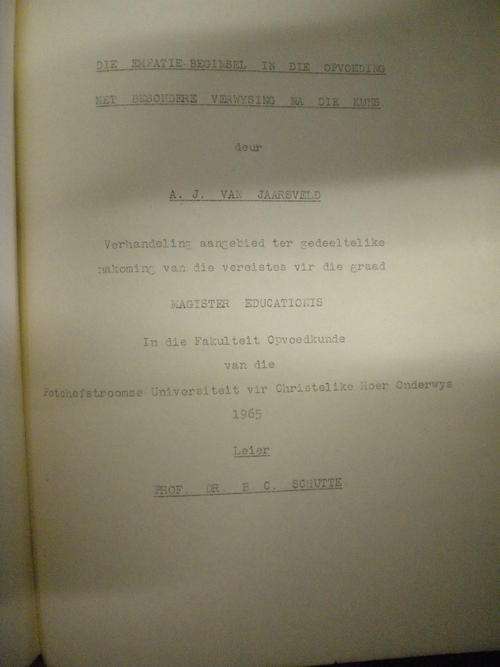 DIE EMPATIE-BEGINSEL IN DIE OPVOEDING
MET BESONDERE VERWYSING NA DIE KUNS
deur
A. J. VAN JAARSVELD
Verhandeling aangebied ter gedeeltelike
nakoming van die vereistes vir die graad
MAGISTER EDUCATIONIS
In die Fakulteit Opvoedkunde
van die
Potchefstroomse Universiteit vir Christelike Hoër Onderwys
1965
Leier
PROF. DR. B. C. SCHUTTE